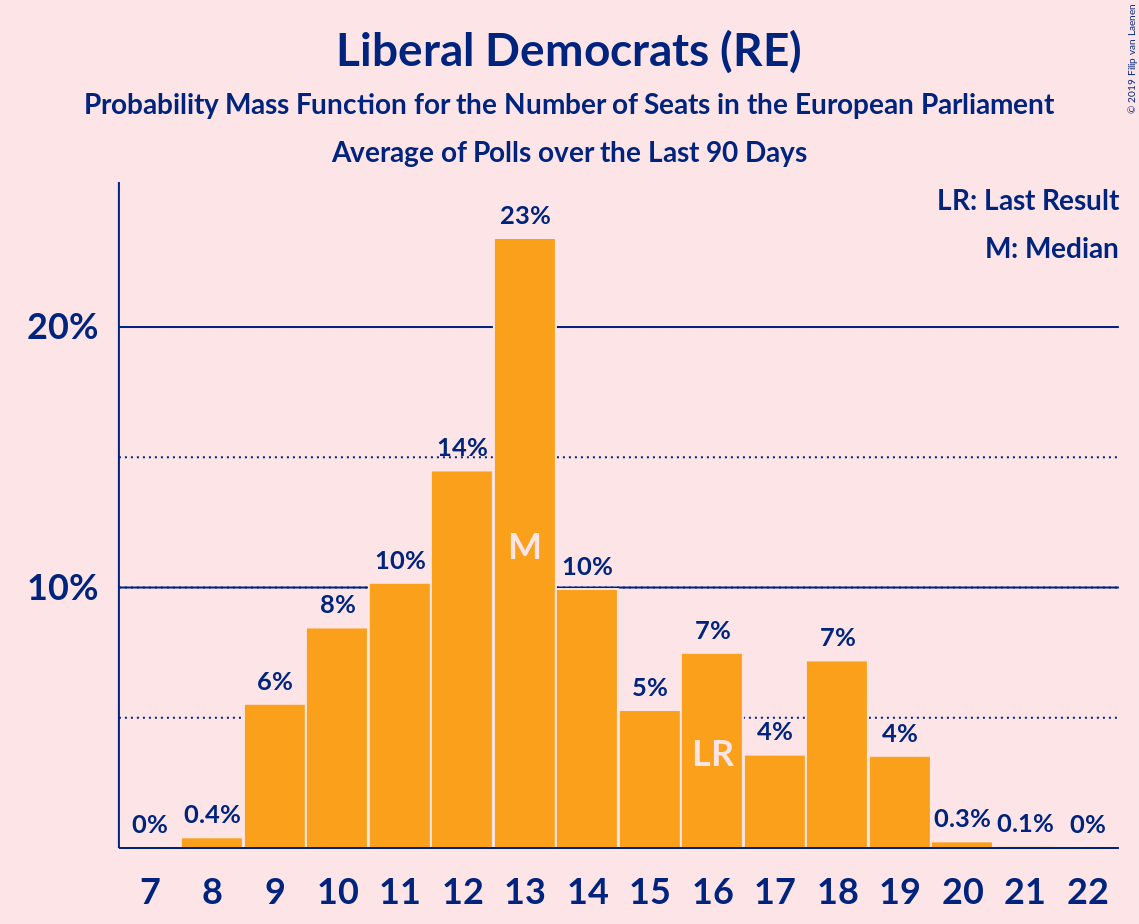 Liberal Democrats (RE)
Probability Mass Function for the Number of Seats in the European Parliament
Average of Polls over the Last 90 Days
© 2019 Filip van Laenen
LR: Last Result
M: Median
20%
10%
0%
0.4%
6%
8%
10%
14%
23%
10%
5%
7%
4%
7%
4%
0.3%
0.1%
0%
M
LR
7 8 9 10 11 12 13 14 15 16 17 18 19 20 21 22